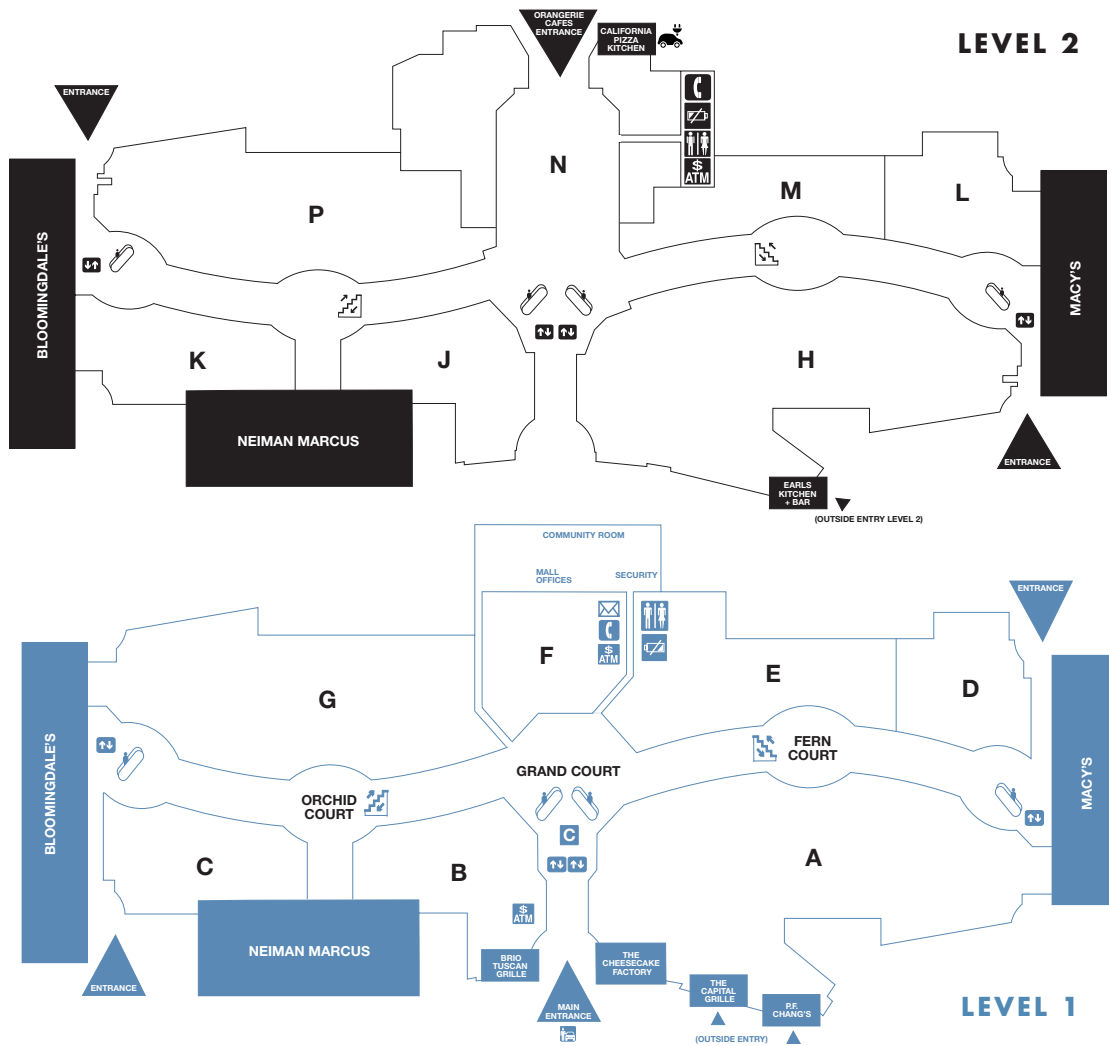 ORANGERIE
CAFES
ENTRANCE
CALIFORNIA
PIZZA
KITCHEN
LEVEL 2
ENTRANCE
$
ATM
N
M
L
P
BLOOMINGDALE'S
MACY'S
K
J
H
NEIMAN MARCUS
ENTRANCE
EARLS
KITCHEN
+ BAR
(OUTSIDE ENTRY LEVEL 2)
COMMUNITY ROOM
MALL
OFFICES
SECURITY
ENTRANCE
$
ATM
F
E
D
G
BLOOMINGDALE'S
MACY'S
FERN
COURT
GRAND COURT
ORCHID
COURT
C
C
B
A
$
ATM
NEIMAN MARCUS
BRIO
TUSCAN
GRILLE
THE
CHEESECAKE
FACTORY
ENTRANCE
MAIN
ENTRANCE
THE
CAPITAL
GRILLE
P.F.
CHANG'S
(OUTSIDE ENTRY)
LEVEL 1